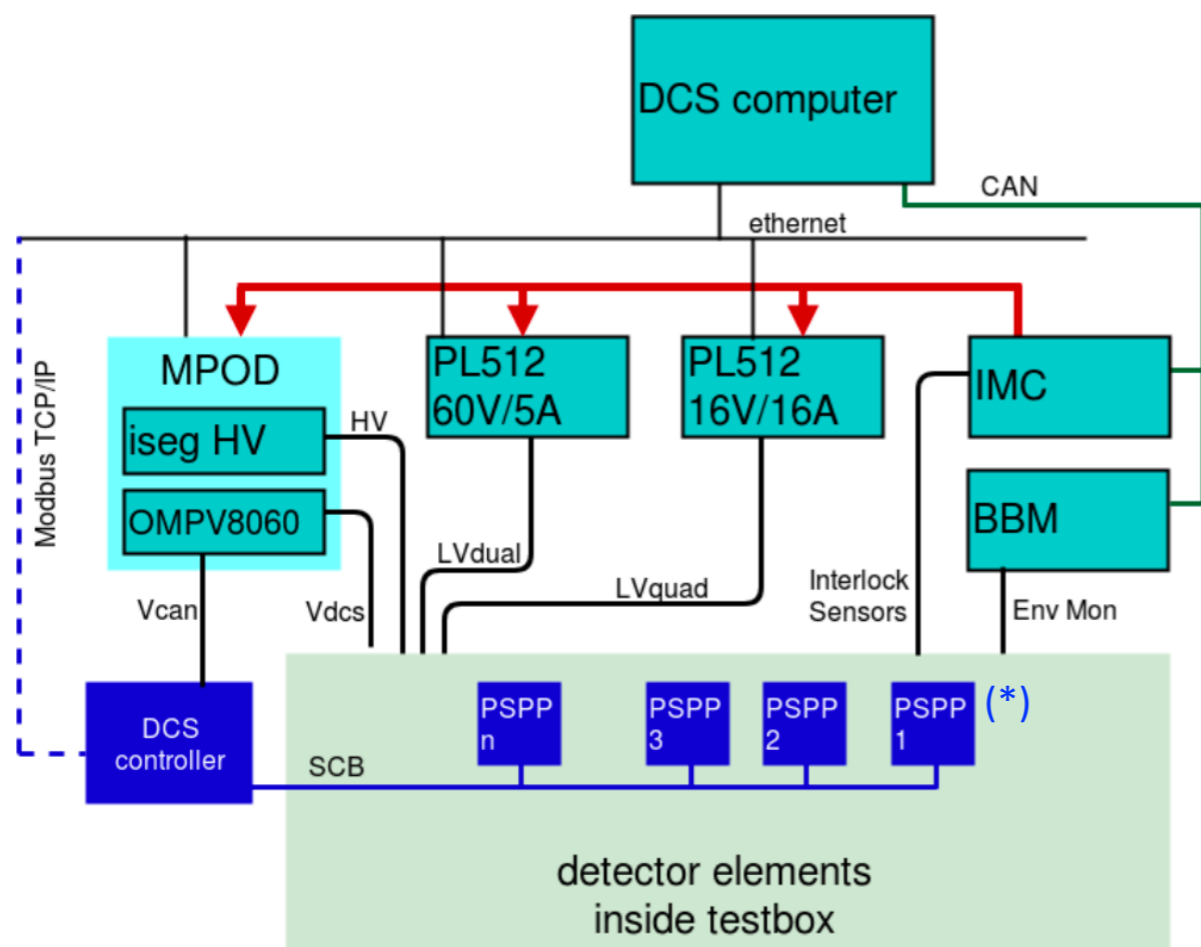 DCS computer
CAN
ethernet
Modbus TCP/IP
MPOD
iseg HV
OMPV8060
HV
PL512
60V/5A
PL512
16V/16A
IMC
BBM
LVdual
LVquad
Interlock
Sensors
Env Mon
Vcan
Vdcs
DCS
controller
SCB
PSPP
n
PSPP
3
PSPP
2
PSPP
1
(*)
detector elements
inside testbox